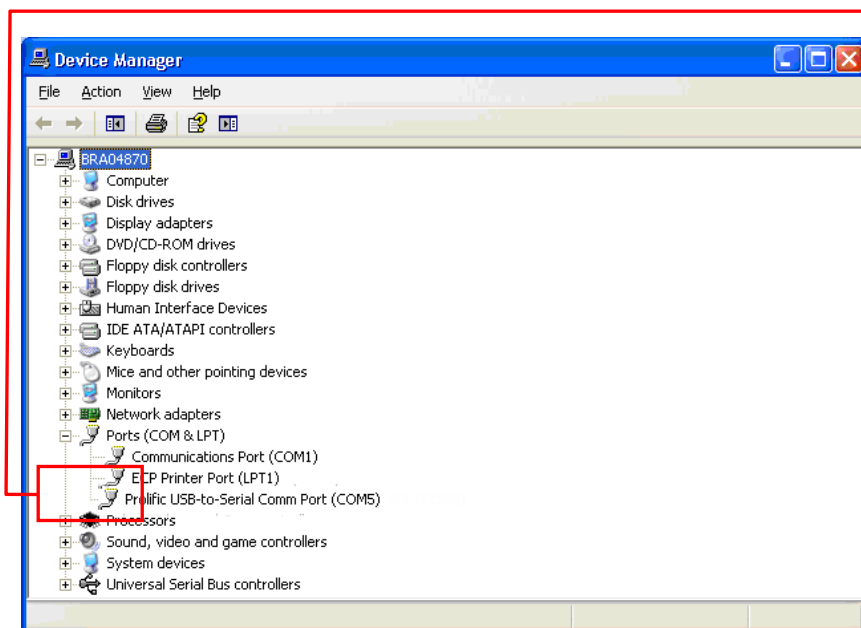 Device Manager
File Action View Help
BRA04870
Computer
Disk drives
Display adapters
DVD/CD-ROM drives
Floppy disk controllers
Floppy disk drives
Human Interface Devices
IDE ATA/ATAPI controllers
Keyboards
Mice and other pointing devices
Monitors
Network adapters
Ports (COM & LPT)
Communications Port (COM1)
ECP Printer Port (LPT1)
Prolific USB-to-Serial Comm Port (COM5)
Processors
Sound, video and game controllers
System devices
Universal Serial Bus controllers